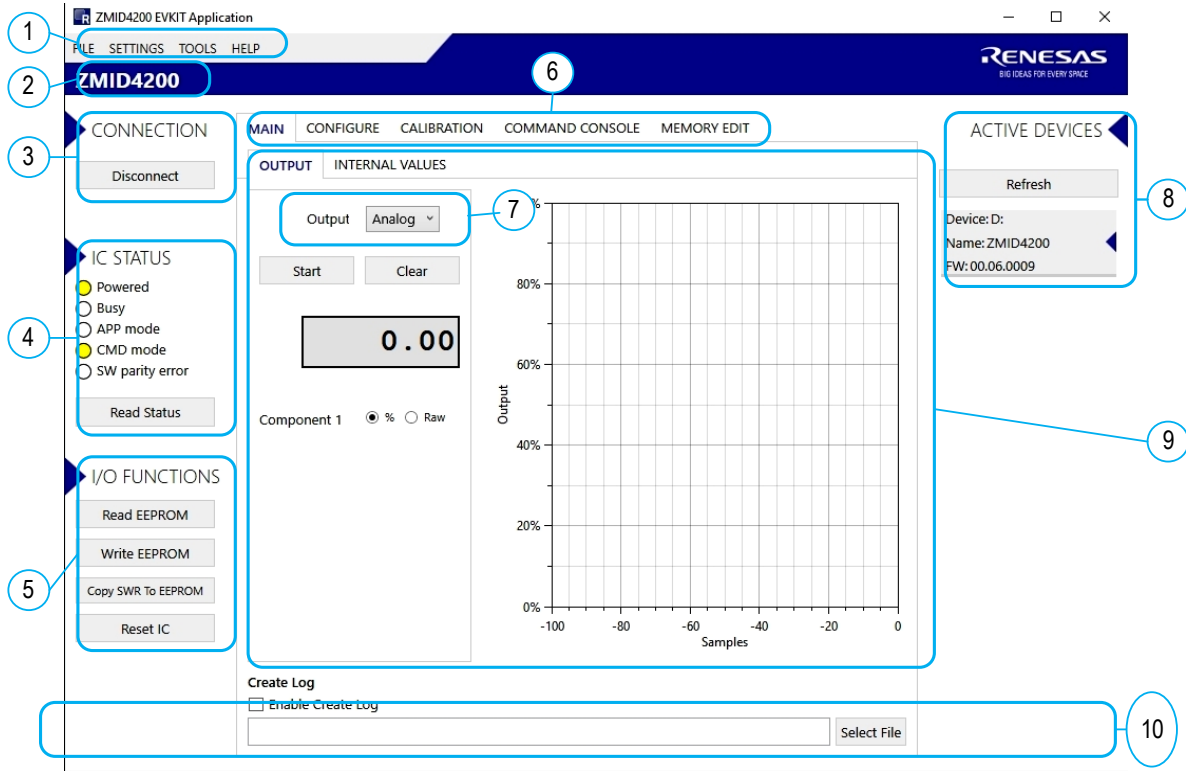 ZMID4200 EVKIT Application
FILE SETTINGS TOOLS HELP
RENESAS
BIG IDEAS FOR EVERY SPACE
ZMID4200
1
2
3
4
5
6
7
8
9
10
CONNECTION
Disconnect
IC STATUS
Powered
Busy
APP mode
CMD mode
SW parity error
Read Status
I/O FUNCTIONS
Read EEPROM
Write EEPROM
Copy SWR To EEPROM
Reset IC
MAIN CONFIGURE CALIBRATION COMMAND CONSOLE MEMORY EDIT
OUTPUT INTERNAL VALUES
Output Analog
Start Clear
0.00
Component 1 % Raw
%
80%
60%
40%
20%
0%
Output
-100 -80 -60 -40 -20 0
Samples
Create Log
Enable Create Log
Select File
ACTIVE DEVICES
Refresh
Device: D:
Name: ZMID4200
FW: 00.06.0009